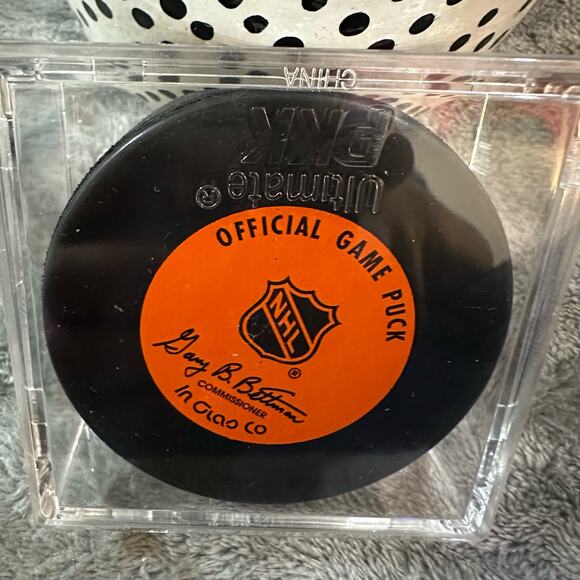 CHINA
Ultimate®
OFFICIAL GAME PUCK
NHL
®
Gary B. Bettman
COMMISSIONER
In Glas Co